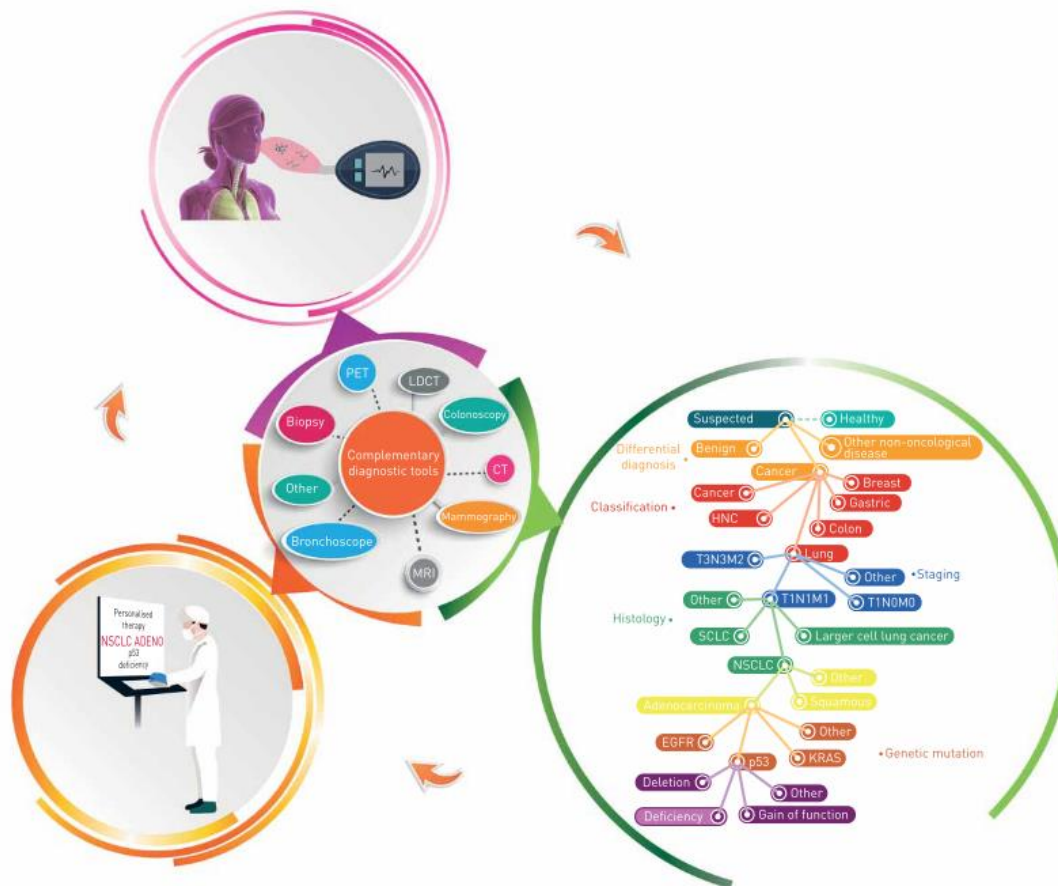 PET
LDCT
Biopsy
Colonoscopy
Complementary
diagnostic tools
CT
Other
Mammography
Bronchoscope
MRI
Suspected
Healthy
Differential
diagnosis
Benign
Other non-oncological
disease
Cancer
Breast
Classification
Cancer
Gastric
HNC
Colon
Lung
T3N3M2
Other
Staging
T1N1M1
T1N0M0
Other
Histology
SCLC
Larger cell lung cancer
NSCLC
Other
Squamous
Adenocarcinoma
Other
EGFR
KRAS
Genetic mutation
p53
Deletion
Other
Deficiency
Gain of function
Personalised
therapy
NSCLC ADENO
p53
deficiency